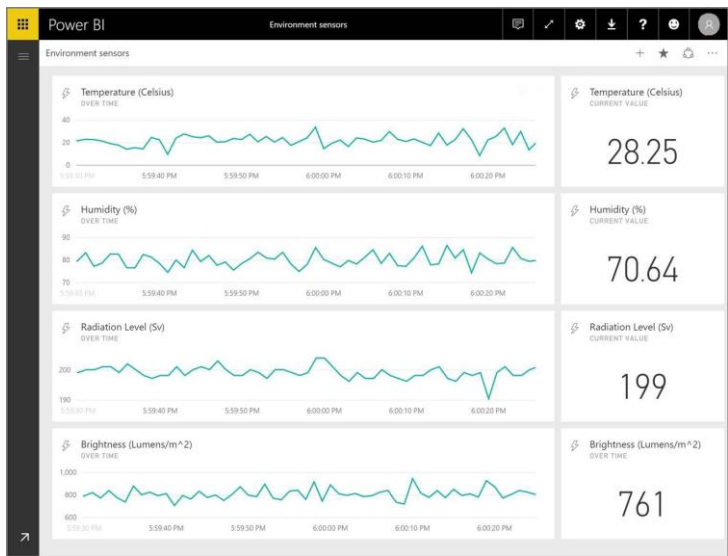 Power BI
Environment sensors
Environment sensors
Temperature (Celsius)
OVER TIME
40
20
0
5:59:40 PM 5:59:50 PM 6:00:00 PM 6:00:10 PM 6:00:20 PM
Temperature (Celsius)
CURRENT VALUE
28.25
Humidity (%)
OVER TIME
90
80
70
5:59:40 PM 5:59:50 PM 6:00:00 PM 6:00:10 PM 6:00:20 PM
Humidity (%)
CURRENT VALUE
70.64
Radiation Level (Sv)
OVER TIME
200
190
5:59:40 PM 5:59:50 PM 6:00:00 PM 6:00:10 PM 6:00:20 PM
Radiation Level (Sv)
CURRENT VALUE
199
Brightness (Lumens/m^2)
OVER TIME
1,000
800
600
5:59:40 PM 5:59:50 PM 6:00:00 PM 6:00:10 PM 6:00:20 PM
Brightness (Lumens/m^2)
OVER TIME
761